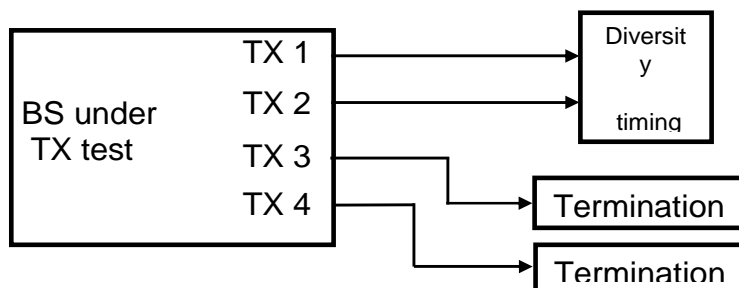 BS under
TX test
TX 1
TX 2
TX 3
TX 4
Diversit
y
timing
Termination
Termination